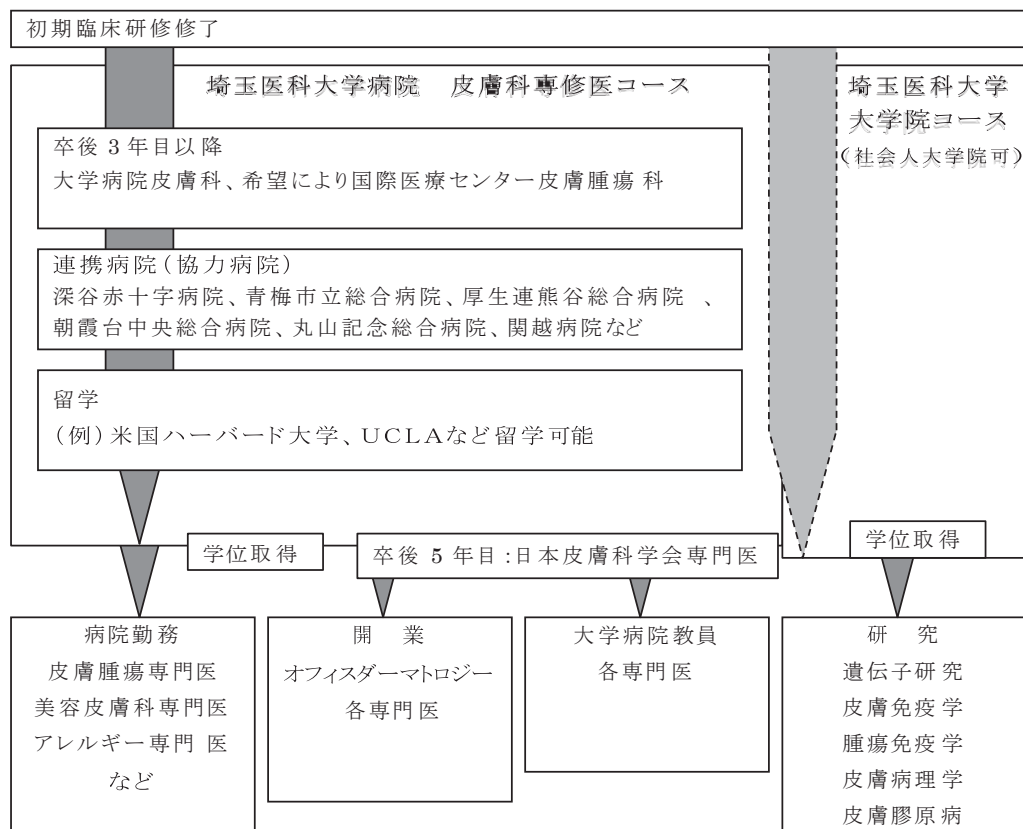 初期臨床研修修了
埼玉医科大学病院　皮膚科専修医コース
埼玉医科大学
大学院コース
（社会人大学院可）
卒後3年目以降
大学病院皮膚科、希望により国際医療センター皮膚腫瘍科
連携病院（協力病院）
深谷赤十字病院、青梅市立総合病院、厚生連熊谷総合病院、
朝霞台中央総合病院、丸山記念総合病院、関越病院など
留学
（例）米国ハーバード大学、UCLAなど留学可能
学位取得
卒後5年目：日本皮膚科学会専門医
学位取得
病院勤務
皮膚腫瘍専門医
美容皮膚科専門医
アレルギー専門医
など
開　業
オフィスダーマトロジー
各専門医
大学病院教員
各専門医
研　究
遺伝子研究
皮膚免疫学
腫瘍免疫学
皮膚病理学
皮膚膠原病